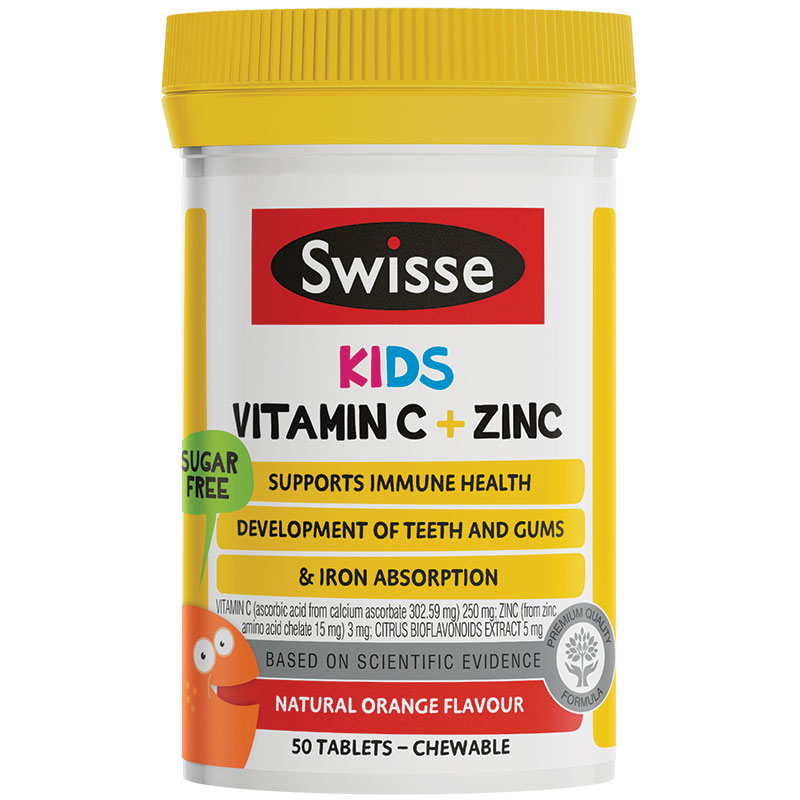 Swisse
KIDS
VITAMIN C + ZINC
SUGAR
FREE
SUPPORTS IMMUNE HEALTH
DEVELOPMENT OF TEETH AND GUMS
& IRON ABSORPTION
VITAMIN C (ascorbic acid from calcium ascorbate 302.59 mg) 250 mg; ZINC (from zinc
amino acid chelate 15 mg) 3 mg; CITRUS BIOFLAVONOIDS EXTRACT 5 mg
PREMIUM QUALITY
FORMULA
BASED ON SCIENTIFIC EVIDENCE
NATURAL ORANGE FLAVOUR
50 TABLETS – CHEWABLE